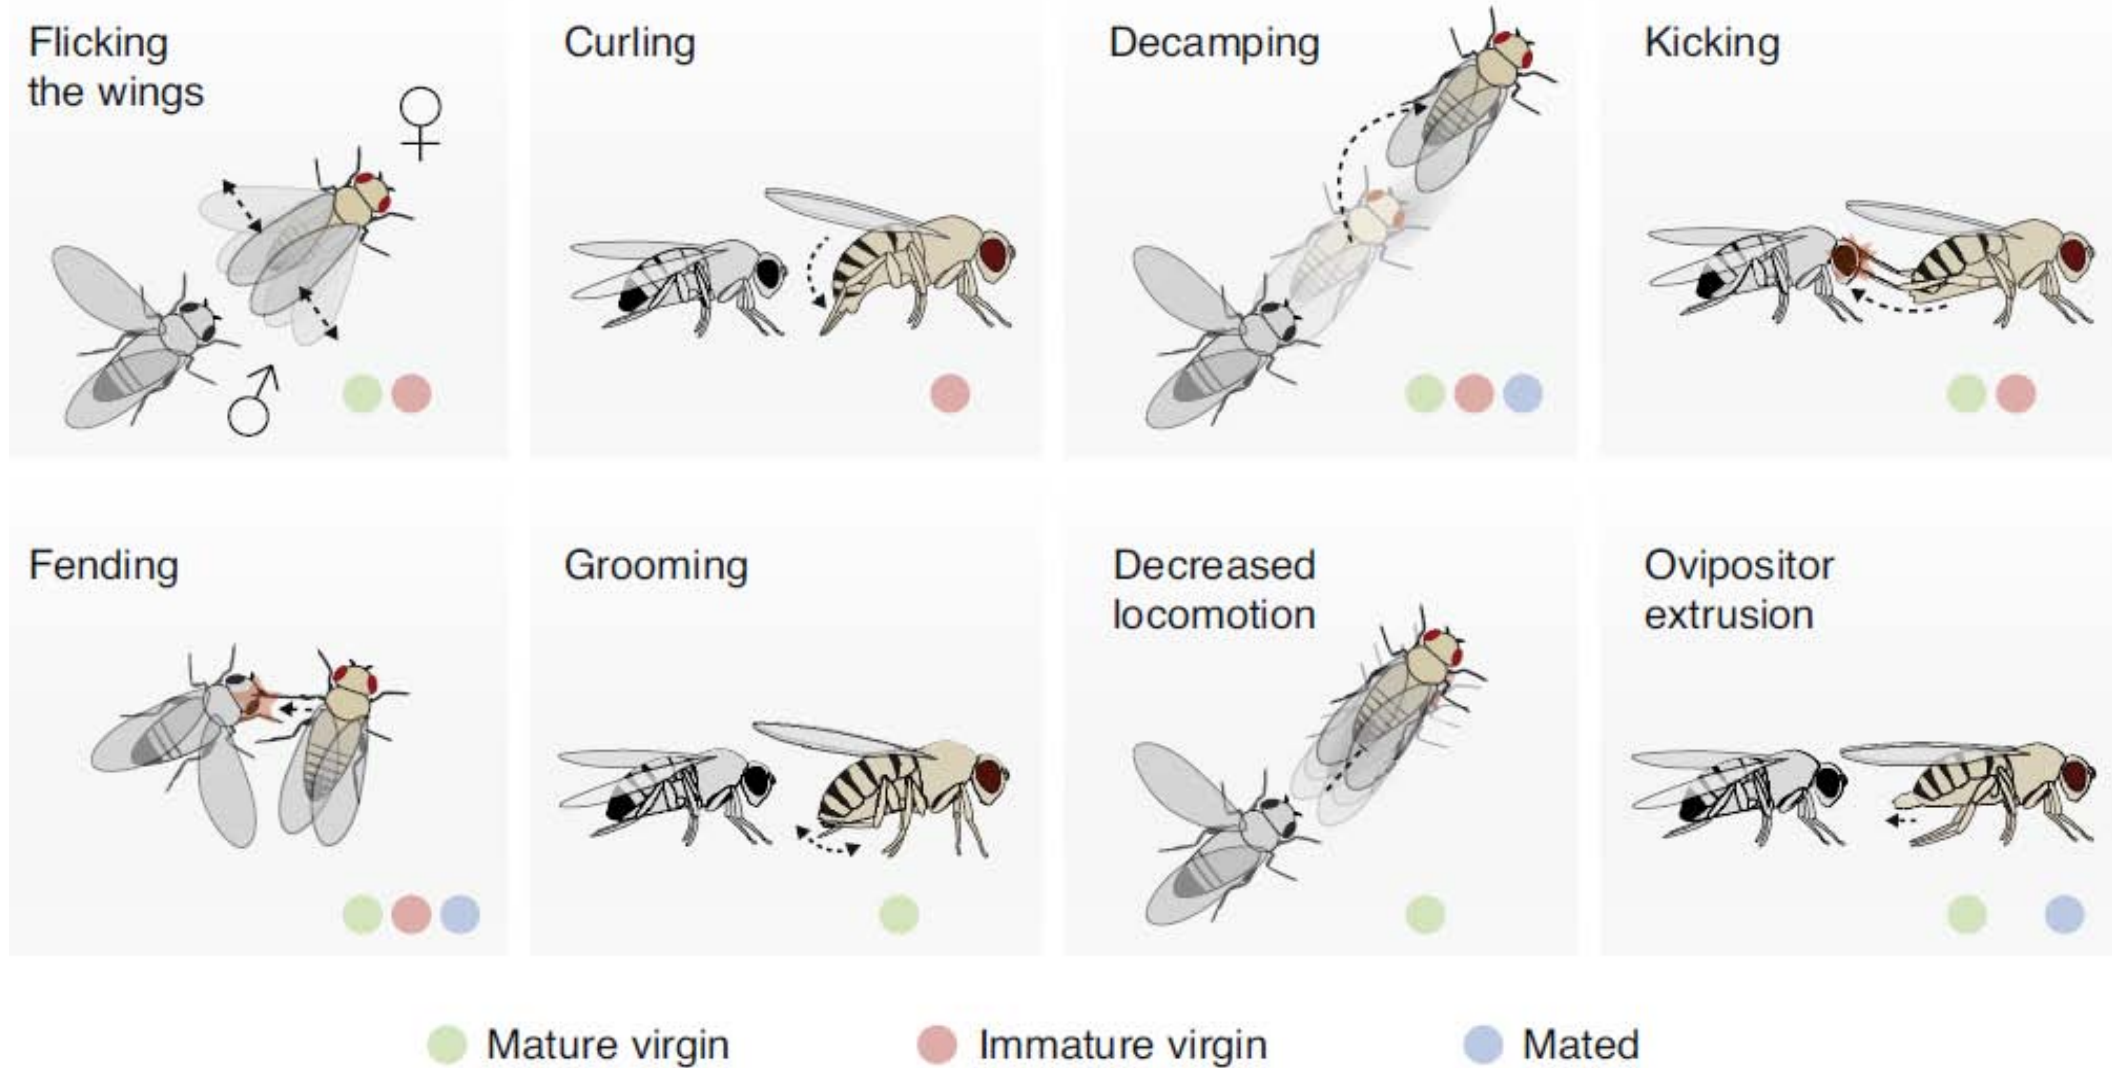 Flicking
the wings
Curling
Decamping
Kicking
Fending
Grooming
Decreased
locomotion
Ovipositor
extrusion
Mature virgin
Immature virgin
Mated